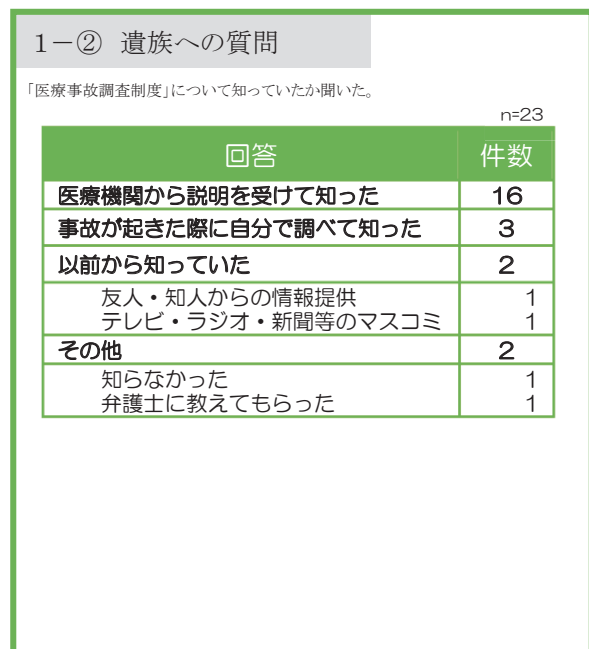 1－② 遺族への質問
「医療事故調査制度」について知っていたか聞いた。
n=23
回答 件数
医療機関から説明を受けて知った 16
事故が起きた際に自分で調べて知った 3
以前から知っていた 2
友人・知人からの情報提供 1
テレビ・ラジオ・新聞等のマスコミ 1
その他 2
知らなかった 1
弁護士に教えてもらった 1